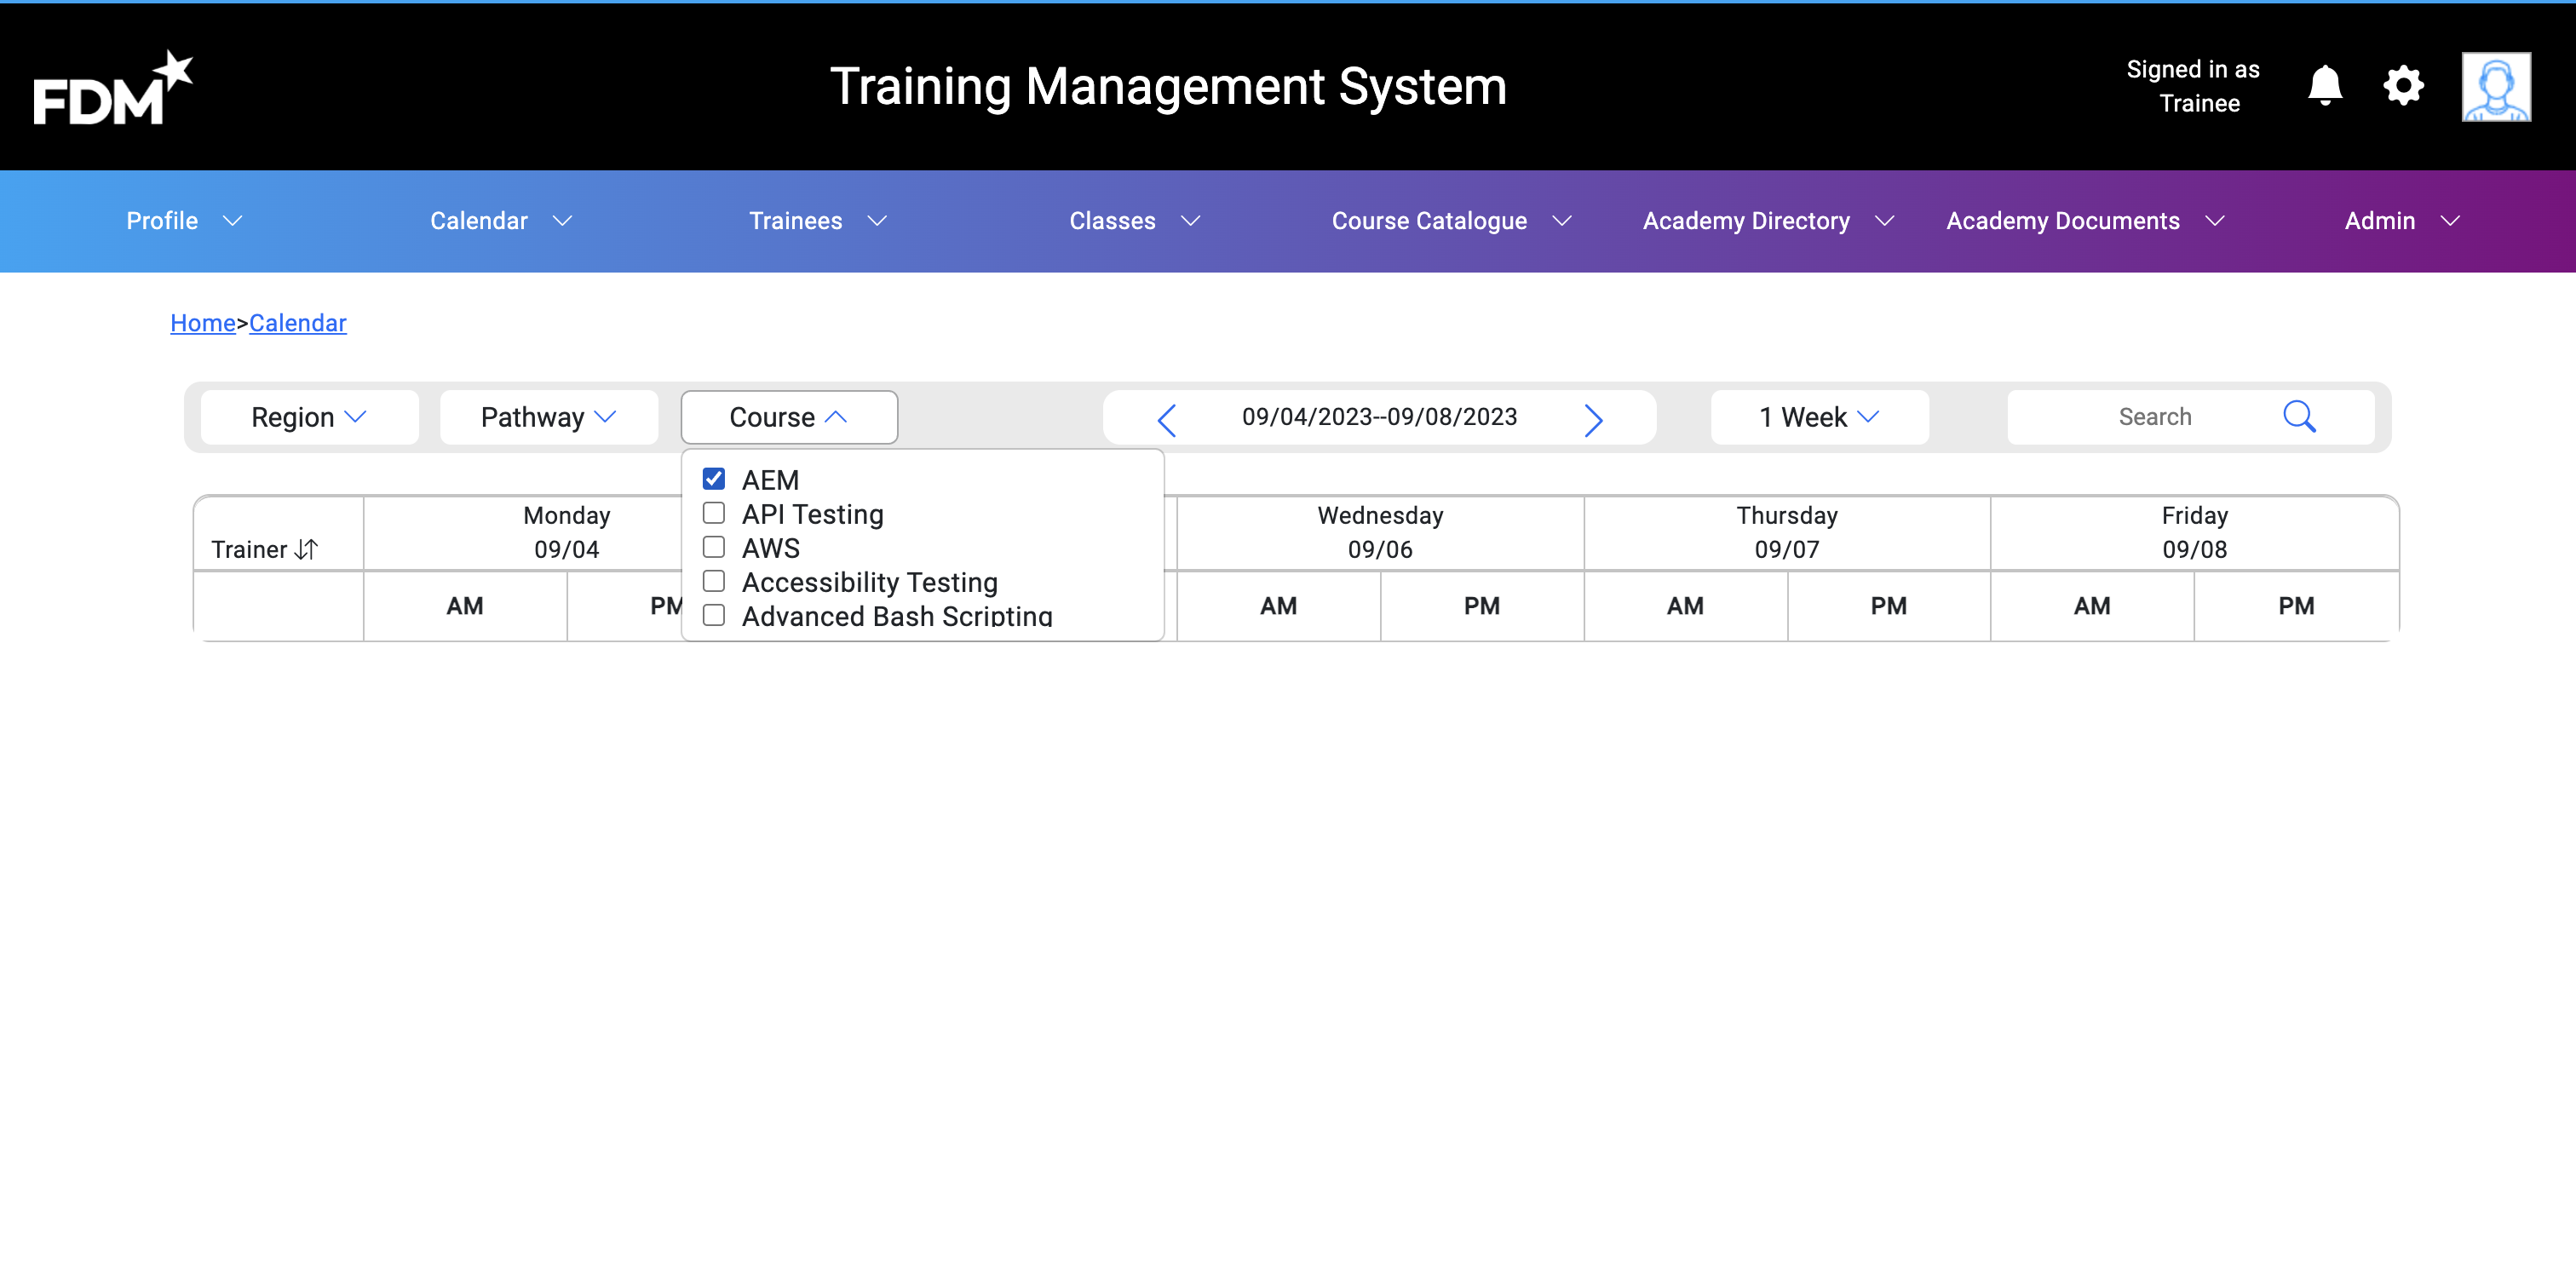 FDM
Training Management System
Signed in as
Trainee
Profile
Calendar
Trainees
Classes
Course Catalogue
Academy Directory
Academy Documents
Admin
Home>Calendar
Region
Pathway
Course
09/04/2023--09/08/2023
1 Week
Search
AEM
API Testing
AWS
Accessibility Testing
Advanced Bash Scripting
Trainer
Monday
09/04
Wednesday
09/06
Thursday
09/07
Friday
09/08
AM
PM
AM
PM
AM
PM
AM
PM